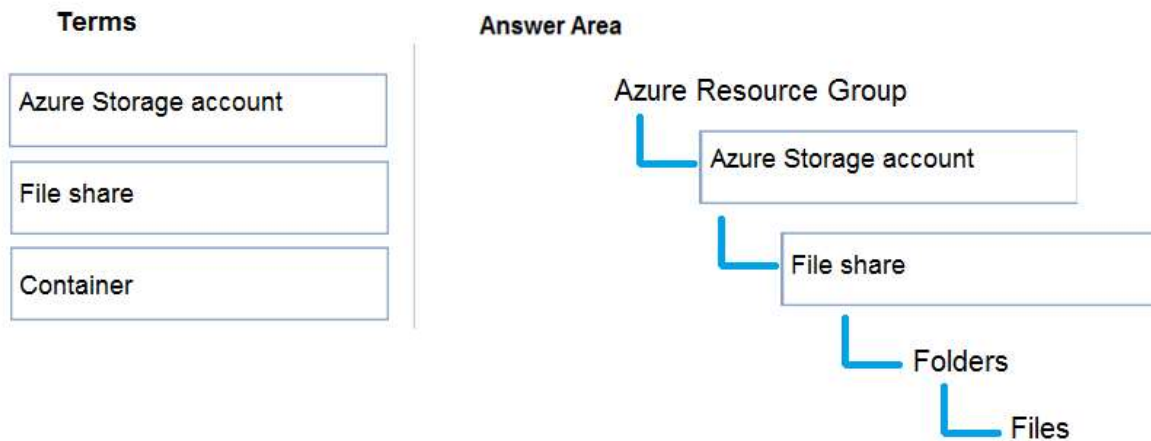 Terms
Answer Area
Azure Storage account
File share
Container
Azure Resource Group
Azure Storage account
File share
Folders
Files